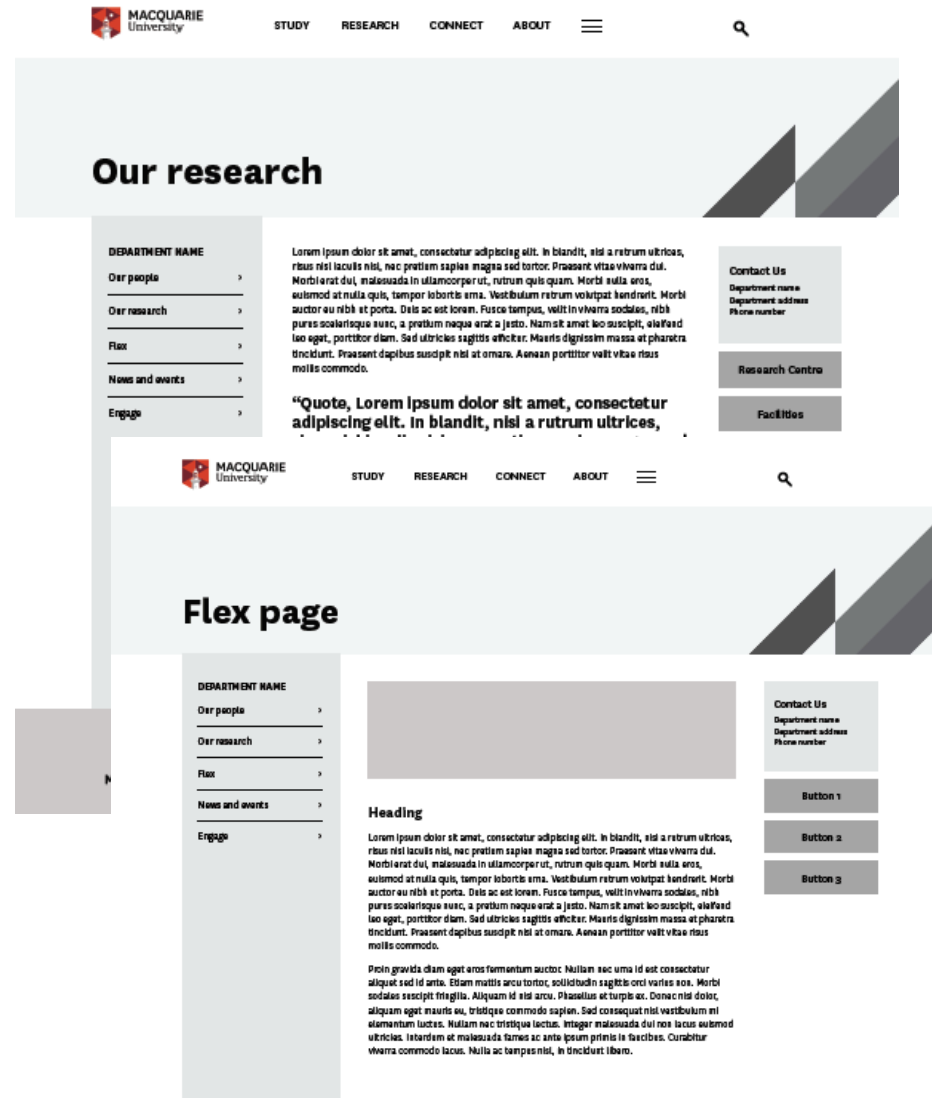 MACQUARIE
University
STUDY RESEARCH CONNECT ABOUT
Our research
DEPARTMENT NAME
Our people ›
Our research ›
Flex ›
News and events ›
Engage ›
Lorem ipsum dolor sit amet, consectetur adipiscing elit. In blandit, nisl a rutrum ultrices,
risus nisl iaculis nisl, nec pretium sapien magna sed tortor. Praesent vitae viverra dui.
Morbi erat dui, malesuada in ullamcorper ut, rutrum quis quam. Morbi nulla eros,
euismod at nulla quis, tempor lobortis urna. Vestibulum rutrum volutpat hendrerit. Morbi
auctor eu nibh ut porta. Duis ac est lorem. Fusce tempus, velit in viverra sodales, nibh
purus scelerisque nunc, a pretium neque erat a justo. Nam sit amet leo suscipit, eleifend
leo eget, porttitor diam. Sed ultricies sagittis efficitur. Mauris dignissim massa et pharetra
tincidunt. Praesent dapibus suscipit nisl at ornare. Aenean porttitor velit vitae risus
mollis commodo.
“Quote, Lorem ipsum dolor sit amet, consectetur
adipiscing elit. In blandit, nisl a rutrum ultrices,
Contact Us
Department name
Department address
Phone number
Research Centre
Facilities
MACQUARIE
University
STUDY RESEARCH CONNECT ABOUT
Flex page
DEPARTMENT NAME
Our people ›
Our research ›
Flex ›
News and events ›
Engage ›
Heading
Lorem ipsum dolor sit amet, consectetur adipiscing elit. In blandit, nisl a rutrum ultrices,
risus nisl iaculis nisl, nec pretium sapien magna sed tortor. Praesent vitae viverra dui.
Morbi erat dui, malesuada in ullamcorper ut, rutrum quis quam. Morbi nulla eros,
euismod at nulla quis, tempor lobortis urna. Vestibulum rutrum volutpat hendrerit. Morbi
auctor eu nibh ut porta. Duis ac est lorem. Fusce tempus, velit in viverra sodales, nibh
purus scelerisque nunc, a pretium neque erat a justo. Nam sit amet leo suscipit, eleifend
leo eget, porttitor diam. Sed ultricies sagittis efficitur. Mauris dignissim massa et pharetra
tincidunt. Praesent dapibus suscipit nisl at ornare. Aenean porttitor velit vitae risus
mollis commodo.
Proin gravida diam eget eros fermentum auctor. Nullam nec urna id est consectetur
aliquet sed id ante. Etiam mattis arcu tortor, sollicitudin sagittis orci varius non. Morbi
sodales suscipit fringilla. Aliquam id nisl arcu. Phasellus et turpis ex. Donec nisl dolor,
aliquam eget mauris eu, tristique commodo sapien. Sed consequat nisl vestibulum mi
elementum luctus. Nullam nec tristique lectus. Integer malesuada dui non lacus euismod
ultricies. Interdum et malesuada fames ac ante ipsum primis in faucibus. Curabitur
viverra commodo lacus. Nulla ac tempus nisl, in tincidunt libero.
Contact Us
Department name
Department address
Phone number
Button 1
Button 2
Button 3